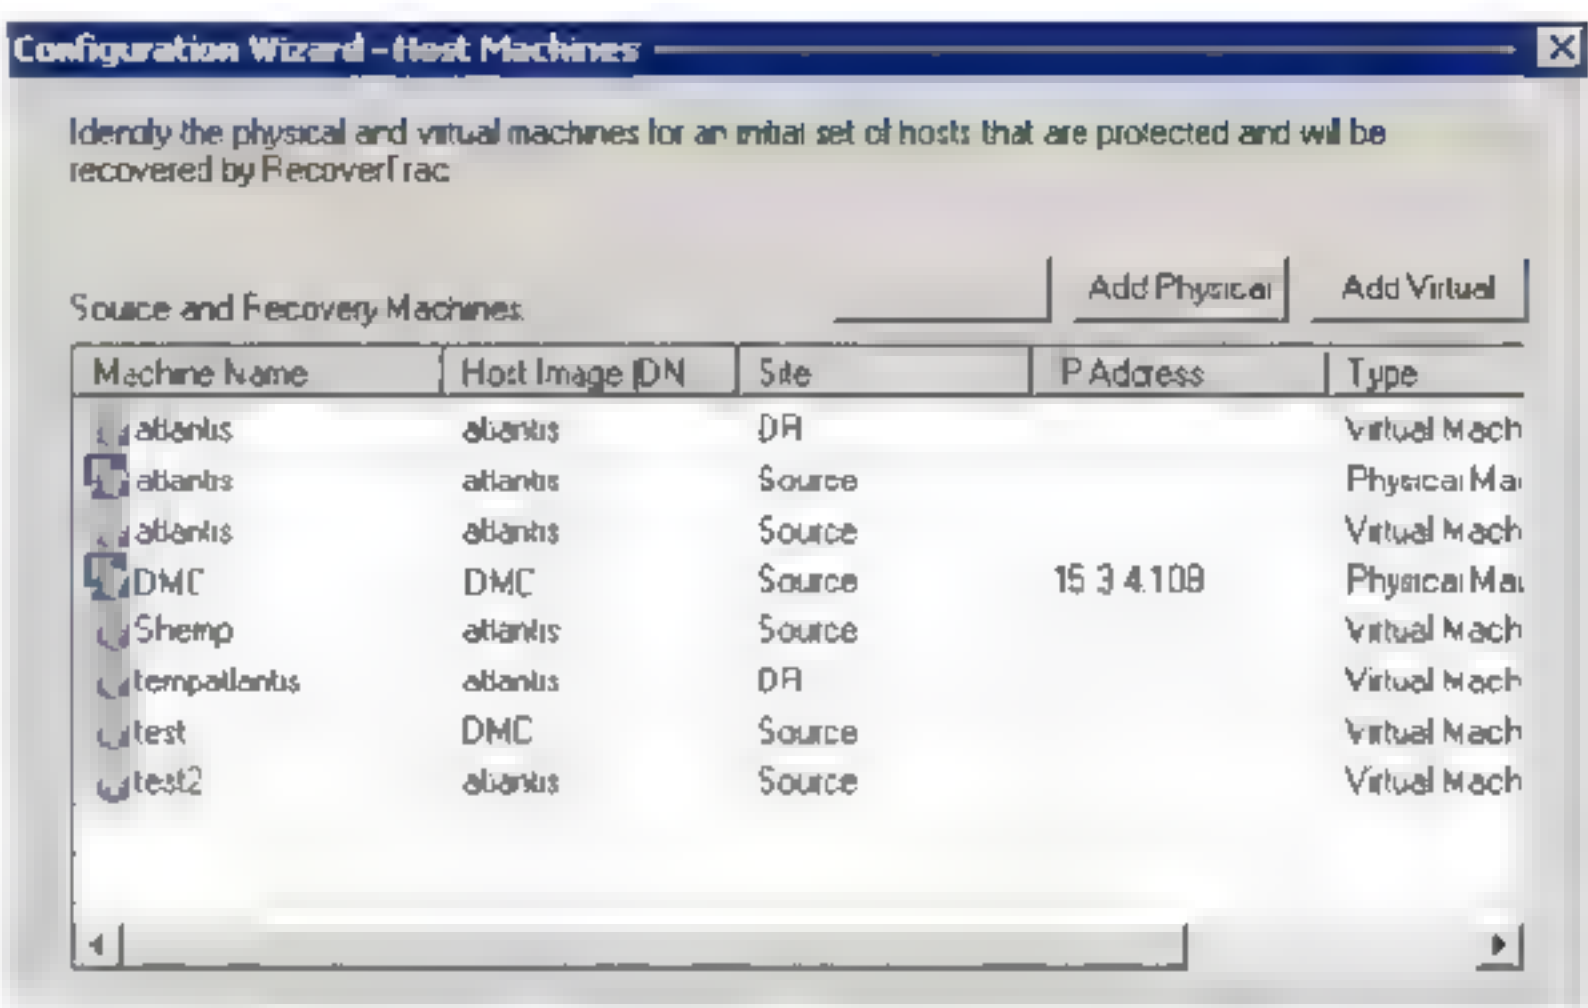 Configuration Wizard - Host Machines
Identify the physical and virtual machines for an initial set of hosts that are protected and will be
recovered by RecoverTrac
Add Physical Add Virtual
Source and Recovery Machines
Machine Name Host Image IDN Site IP Address Type
atlantis atlantis DR Virtual Mach
atlantis atlantis Source Physical Mac
atlantis atlantis Source Virtual Mach
DMC DMC Source 15.3.4.108 Physical Mac
Shemp atlantis Source Virtual Mach
tempatlantis atlantis DR Virtual Mach
test DMC Source Virtual Mach
test2 atlantis Source Virtual Mach